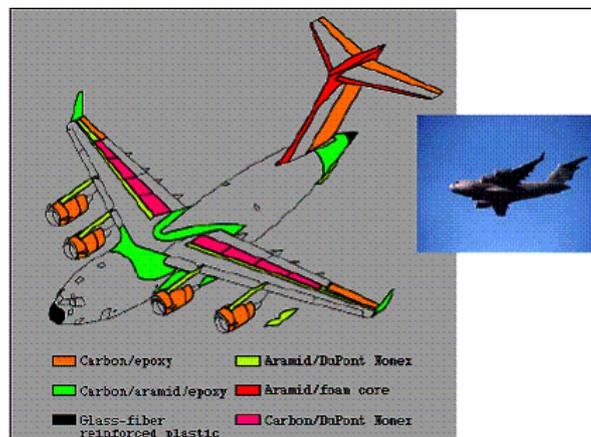 Carbon/epoxy
Aramid/DuPont Nomex
Carbon/aramid/epoxy
Aramid/foam core
Glass-fiber
reinforced plastic
Carbon/DuPont Nomex